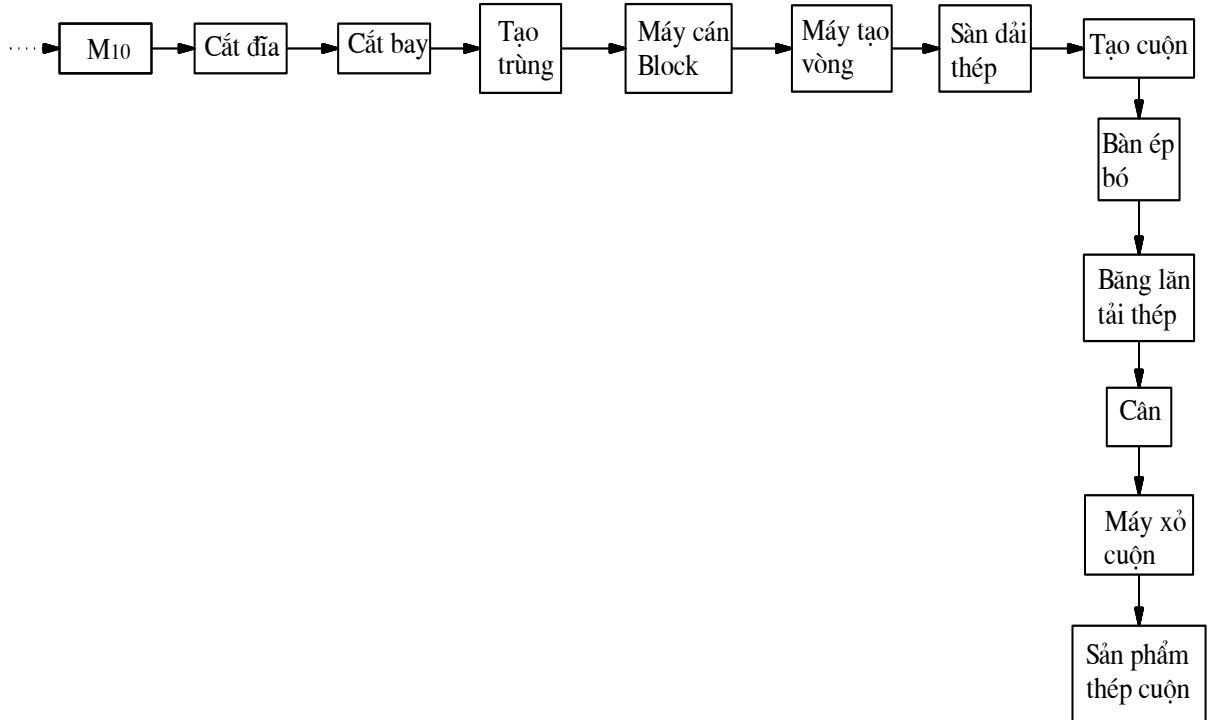 M10
Cắt đĩa
Cắt bay
Tạo
trùng
Máy cán
Block
Máy tạo
vòng
Sàn dải
thép
Tạo cuộn
Bàn ép
bó
Băng lăn
tải thép
Cân
Máy xỏ
cuộn
Sản phẩm
thép cuộn